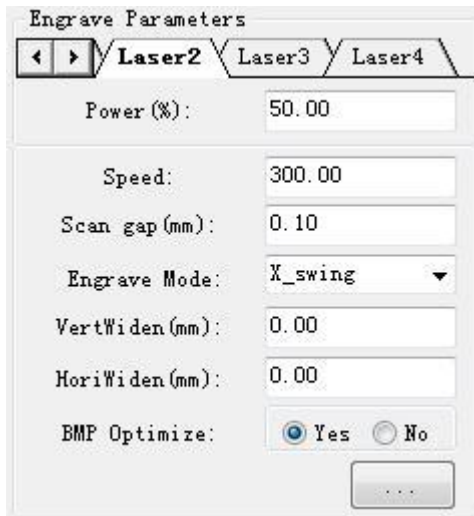 Engrave Parameters
Laser2 Laser3 Laser4
Power(%): 50.00
Speed: 300.00
Scan gap(mm): 0.10
Engrave Mode: X_swing
VertWiden(mm): 0.00
HoriWiden(mm): 0.00
BMP Optimize: Yes No
...